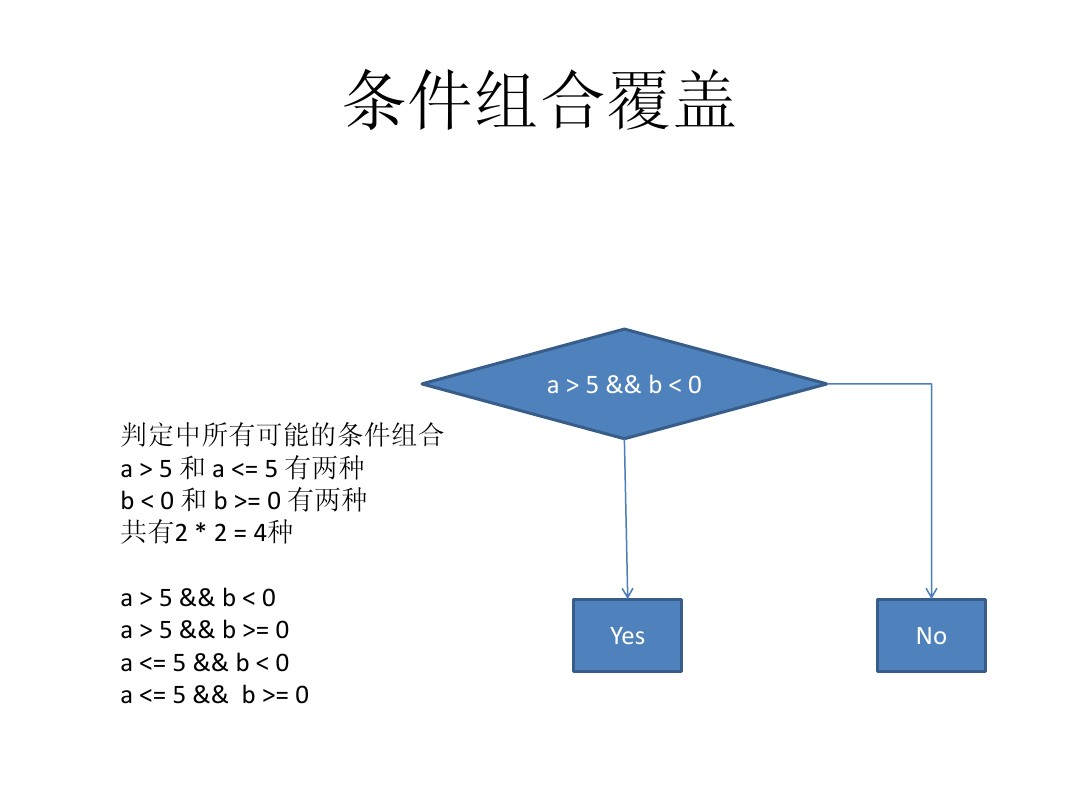 条件组合覆盖
a > 5 && b < 0
判定中所有可能的条件组合
a > 5 和 a <= 5 有两种
b < 0 和 b >= 0 有两种
共有2 * 2 = 4种
a > 5 && b < 0
a > 5 && b >= 0
a <= 5 && b < 0
a <= 5 &&  b >= 0
Yes
No